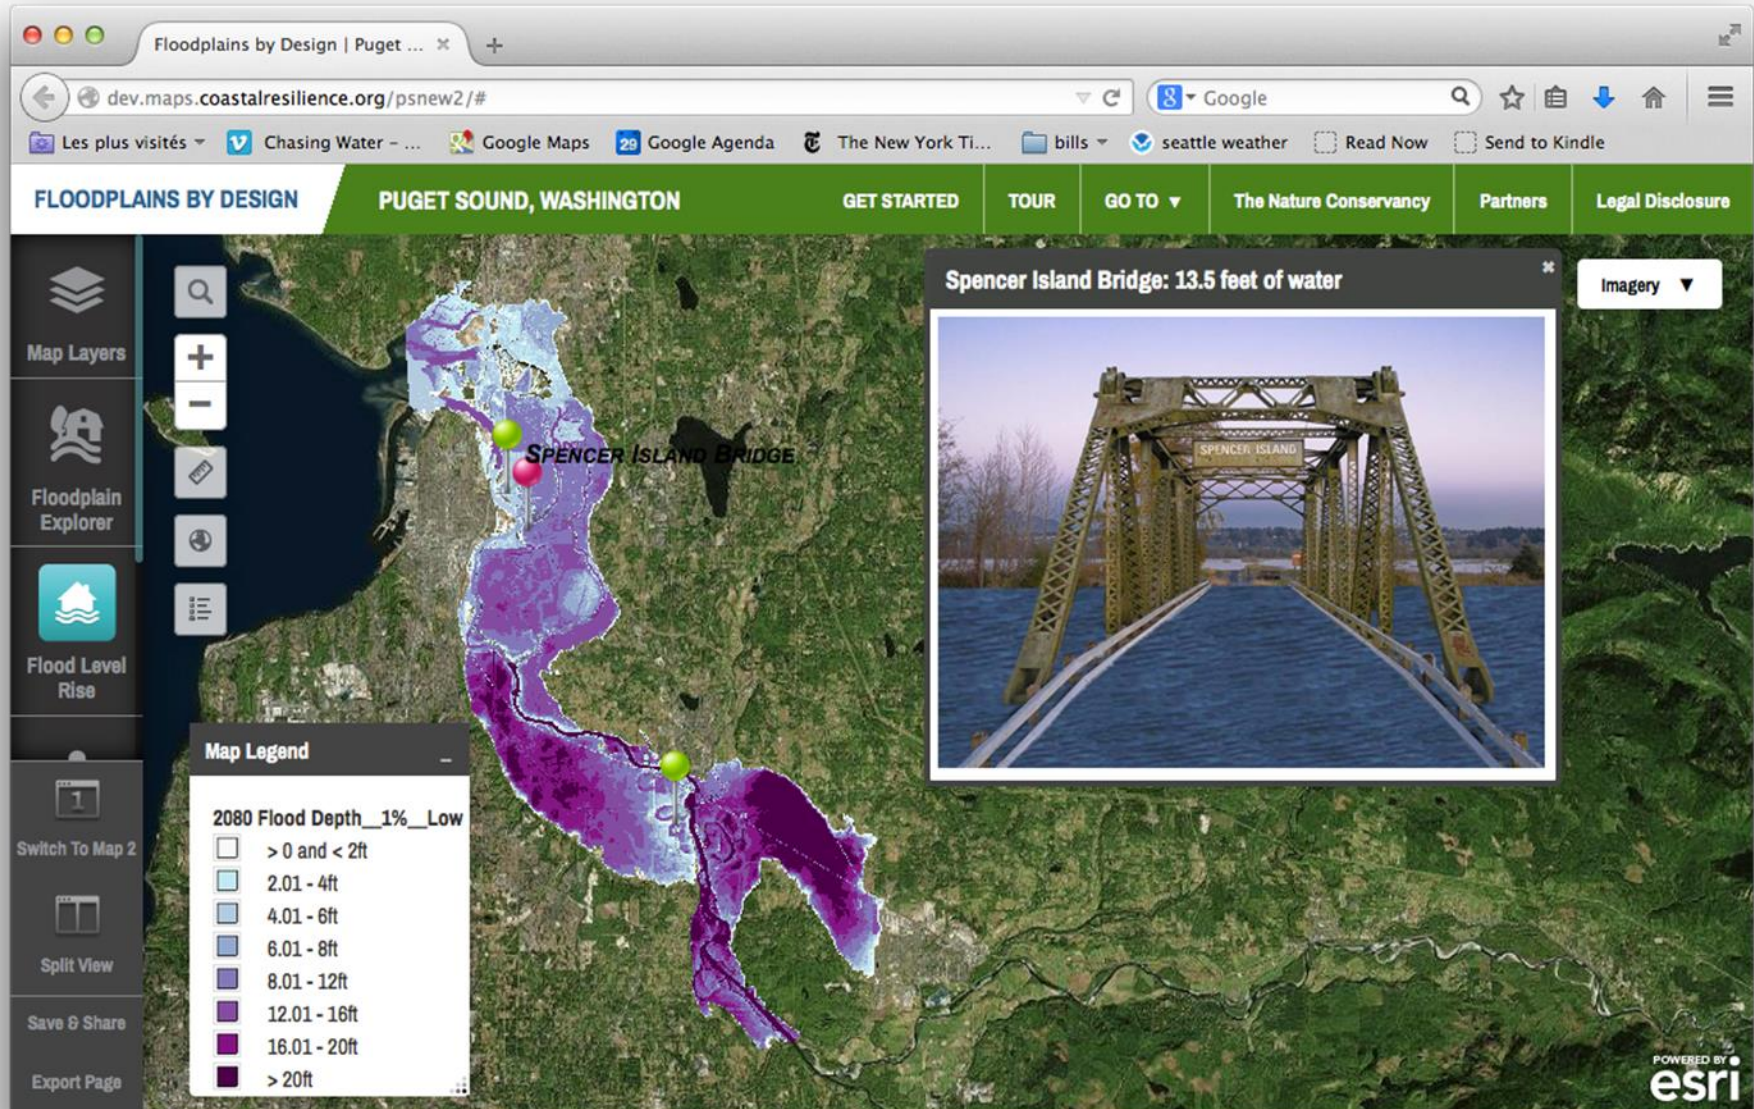 Floodplains by Design | Puget ...
dev.maps.coastalresilience.org/psnew2/#
Google
Les plus visités
Chasing Water – ...
Google Maps
29 Google Agenda
The New York Ti...
bills
seattle weather
Read Now
Send to Kindle
FLOODPLAINS BY DESIGN
PUGET SOUND, WASHINGTON
GET STARTED
TOUR
GO TO
The Nature Conservancy
Partners
Legal Disclosure
Map Layers
Floodplain
Explorer
Flood Level
Rise
1
Switch To Map 2
Split View
Save & Share
Export Page
SPENCER ISLAND BRIDGE
Spencer Island Bridge: 13.5 feet of water
SPENCER ISLAND
Imagery
Map Legend
2080 Flood Depth__1%__Low
> 0 and < 2ft
2.01 - 4ft
4.01 - 6ft
6.01 - 8ft
8.01 - 12ft
12.01 - 16ft
16.01 - 20ft
> 20ft
POWERED BY
esri